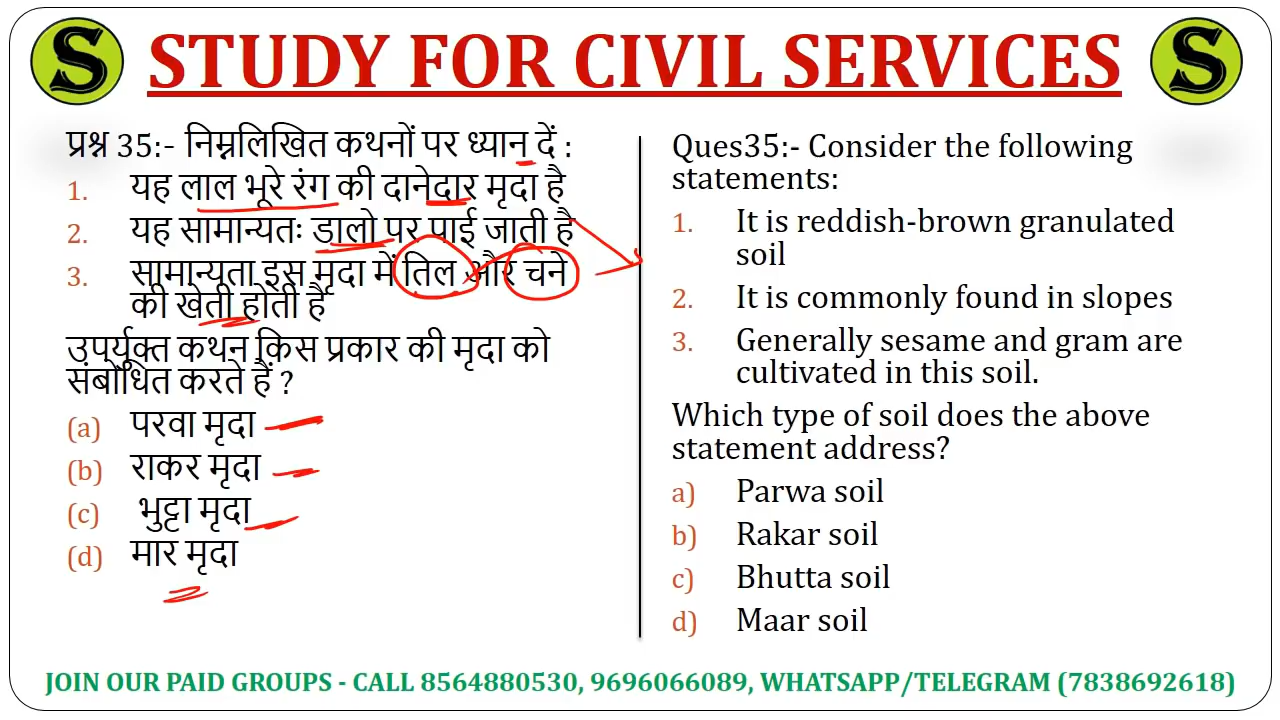 S STUDY FOR CIVIL SERVICES S
प्रश्न 35:- निम्नलिखित कथनों पर ध्यान दें :
1. यह लाल भूरे रंग की दानेदार मृदा है
2. यह सामान्यतः डालो पर पाई जाती है
3. सामान्यता इस मृदा में तिल और चने
की खेती होती है
उपर्युक्त कथन किस प्रकार की मृदा को
संबोधित करते हैं ?
(a) परवा मृदा
(b) राकर मृदा
(c) भुट्टा मृदा
(d) मार मृदा
Ques35:- Consider the following
statements:
1. It is reddish-brown granulated
soil
2. It is commonly found in slopes
3. Generally sesame and gram are
cultivated in this soil.
Which type of soil does the above
statement address?
a) Parwa soil
b) Rakar soil
c) Bhutta soil
d) Maar soil
JOIN OUR PAID GROUPS - CALL 8564880530, 9696066089, WHATSAPP/TELEGRAM (7838692618)